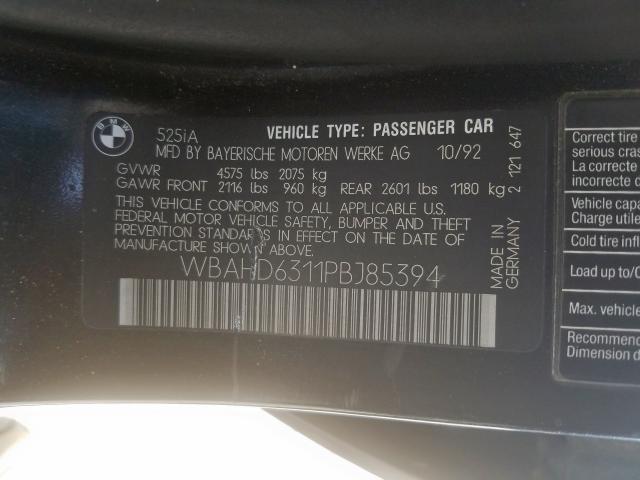 BMW
525iA VEHICLE TYPE: PASSENGER CAR
MFD BY BAYERISCHE MOTOREN WERKE AG 10/92
GVWR 4575 lbs 2075 kg
GAWR FRONT 2116 lbs 960 kg REAR 2601 lbs 1180 kg
THIS VEHICLE CONFORMS TO ALL APPLICABLE U.S.
FEDERAL MOTOR VEHICLE SAFETY, BUMPER AND THEFT
PREVENTION STANDARDS IN EFFECT ON THE DATE OF
MANUFACTURE SHOWN ABOVE.
WBAHD6311PBJ85394
MADE IN
GERMANY
2 121 647
Correct tire
serious cras
La correcte
incorrecte c
Vehicle capa
Charge utile
Cold tire infl
Load up to/C
Max. vehicle
Recommend
Dimension d